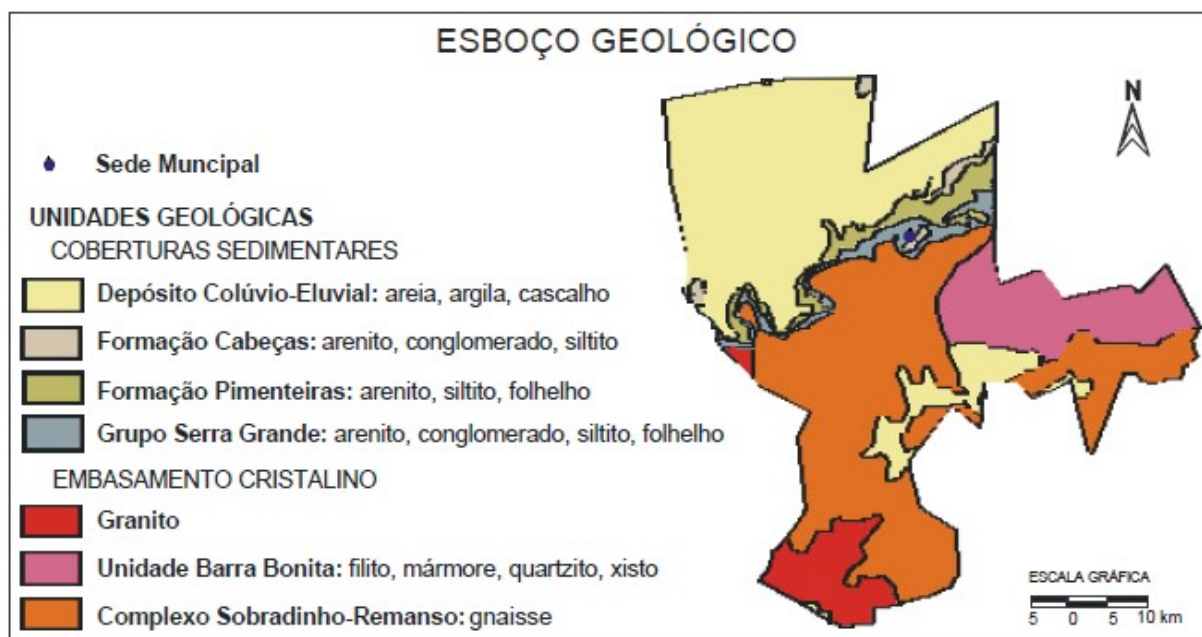 ESBOÇO GEOLÓGICO
N
Sede Muncipal
UNIDADES GEOLÓGICAS
COBERTURAS SEDIMENTARES
Depósito Colúvio-Eluvial: areia, argila, cascalho
Formação Cabeças: arenito, conglomerado, siltito
Formação Pimenteiras: arenito, siltito, folhelho
Grupo Serra Grande: arenito, conglomerado, siltito, folhelho
EMBASAMENTO CRISTALINO
Granito
Unidade Barra Bonita: filito, mármore, quartzito, xisto
Complexo Sobradinho-Remanso: gnaisse
ESCALA GRÁFICA
5 0 5 10 km